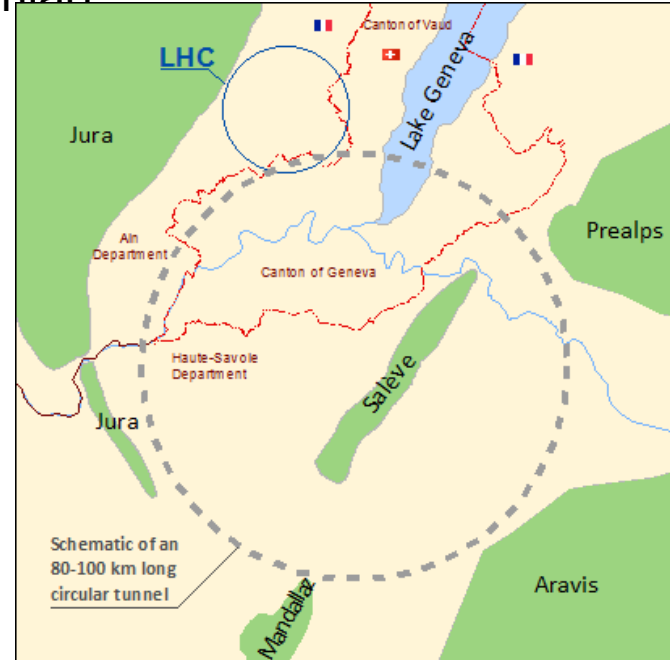 Canton of Vaud
LHC
Lake Geneva
Jura
Prealps
Ain
Department
Canton of Geneva
Haute-Savoie
Department
Salève
Jura
Schematic of an
80-100 km long
circular tunnel
Aravis
Mandallaz